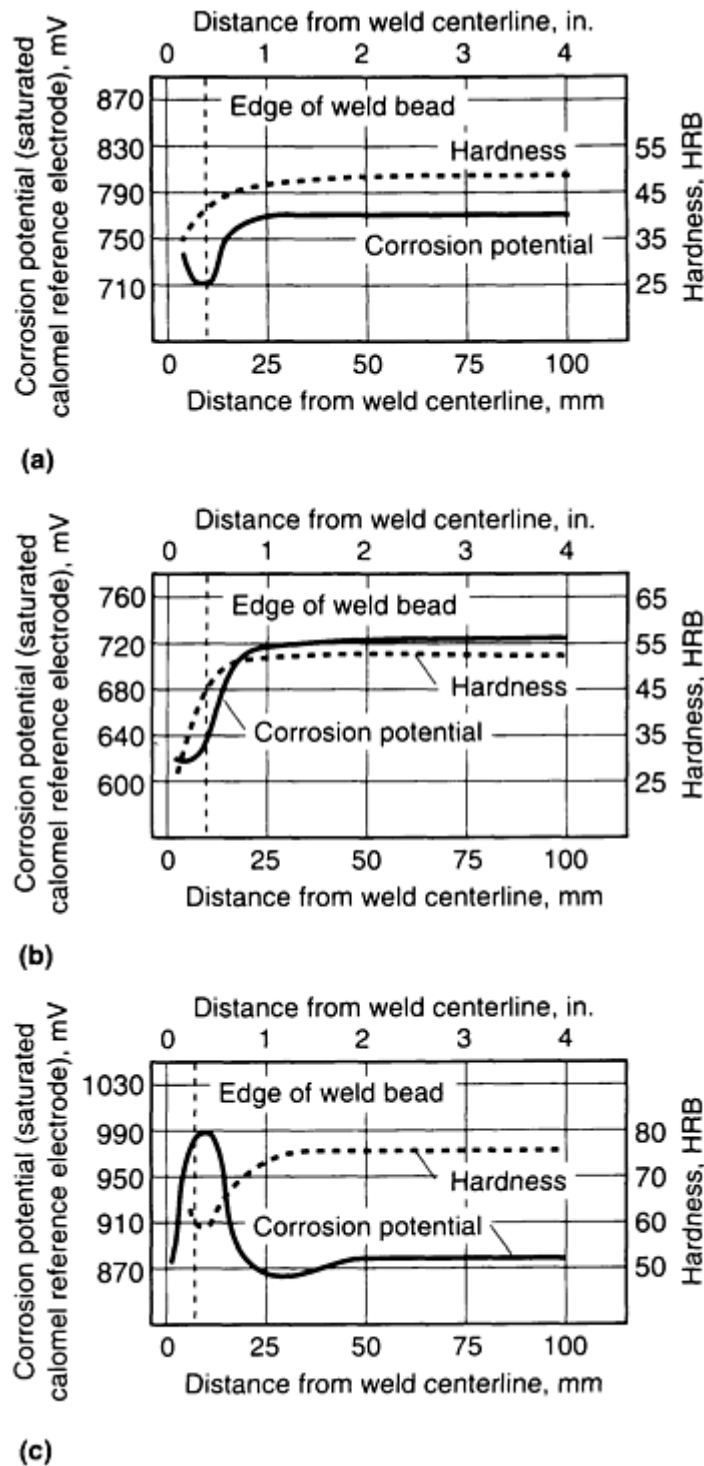 Distance from weld centerline, in.
0 1 2 3 4
Corrosion potential (saturated
calomel reference electrode), mV
870
830
790
750
710
Edge of weld bead
Hardness
Corrosion potential
55
45
35
25
Hardness, HRB
0 25 50 75 100
Distance from weld centerline, mm
(a)
Distance from weld centerline, in.
0 1 2 3 4
Corrosion potential (saturated
calomel reference electrode), mV
760
720
680
640
600
Edge of weld bead
Hardness
Corrosion potential
65
55
45
35
25
Hardness, HRB
0 25 50 75 100
Distance from weld centerline, mm
(b)
Distance from weld centerline, in.
0 1 2 3 4
Corrosion potential (saturated
calomel reference electrode), mV
1030
990
950
910
870
Edge of weld bead
Hardness
Corrosion potential
80
70
60
50
Hardness, HRB
0 25 50 75 100
Distance from weld centerline, mm
(c)